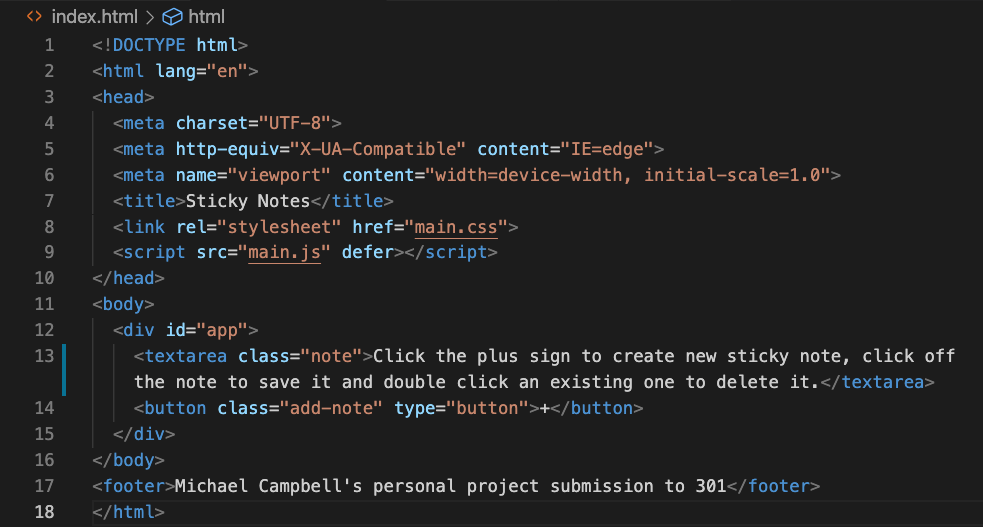 index.html > html
1 <!DOCTYPE html>
2 <html lang="en">
3 <head>
4 <meta charset="UTF-8">
5 <meta http-equiv="X-UA-Compatible" content="IE=edge">
6 <meta name="viewport" content="width=device-width, initial-scale=1.0">
7 <title>Sticky Notes</title>
8 <link rel="stylesheet" href="main.css">
9 <script src="main.js" defer></script>
10 </head>
11 <body>
12 <div id="app">
13 <textarea class="note">Click the plus sign to create new sticky note, click off
the note to save it and double click an existing one to delete it.</textarea>
14 <button class="add-note" type="button">+</button>
15 </div>
16 </body>
17 <footer>Michael Campbell's personal project submission to 301</footer>
18 </html>